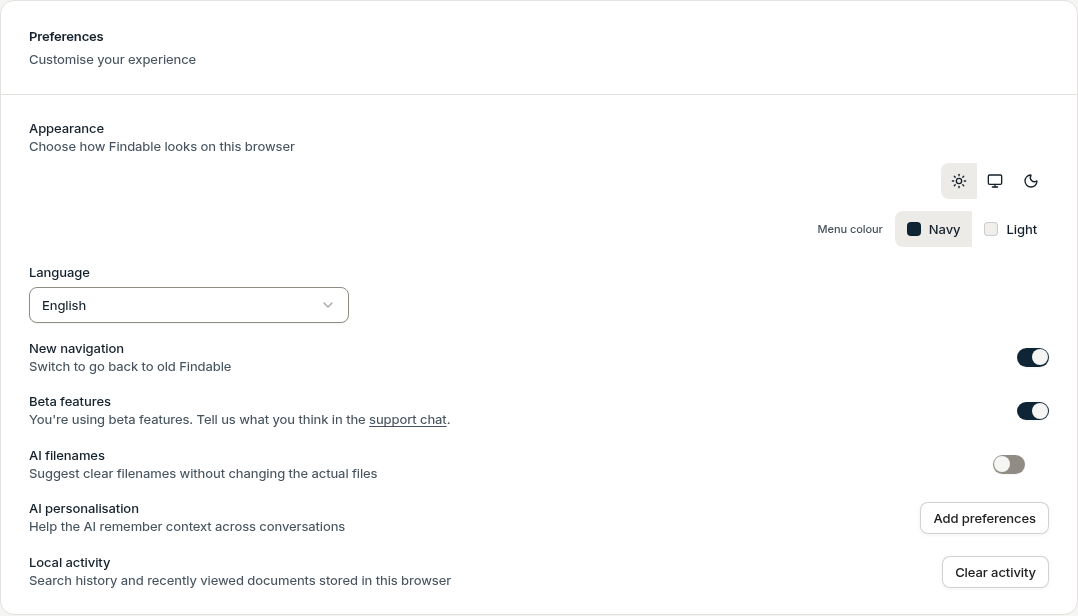 Preferences
Customise your experience
Appearance
Choose how Findable looks on this browser
Menu colour Navy Light
Language
English
New navigation
Switch to go back to old Findable
Beta features
You're using beta features. Tell us what you think in the support chat.
AI filenames
Suggest clear filenames without changing the actual files
AI personalisation
Help the AI remember context across conversations
Add preferences
Local activity
Search history and recently viewed documents stored in this browser
Clear activity